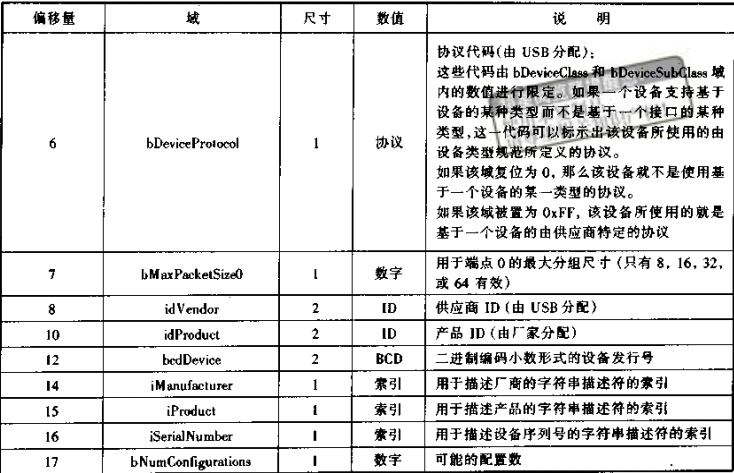 偏移量 域 尺寸 数值 说 明
6 bDeviceProtocol 1 协议 协议代码(由 USB 分配);
这些代码由 bDeviceClass 和 bDeviceSubClass 域
内的数值进行限定。如果一个设备支持基于
设备的某种类型而不是基于一个接口的某种
类型,这一代码可以标示出该设备所使用的由
设备类型规范所定义的协议。
如果该域复位为 0, 那么该设备就不是使用基
于一个设备的某一类型的协议。
如果该域被置为 0xFF, 该设备所使用的就是
基于一个设备的由供应商特定的协议
7 bMaxPacketSize0 1 数字 用于端点 0 的最大分组尺寸 (只有 8, 16, 32,
或 64 有效)
8 idVendor 2 ID 供应商 ID (由 USB 分配)
10 idProduct 2 ID 产品 ID (由厂家分配)
12 bcdDevice 2 BCD 二进制编码小数形式的设备发行号
14 iManufacturer 1 索引 用于描述厂商的字符串描述符的索引
15 iProduct 1 索引 用于描述产品的字符串描述符的索引
16 iSerialNumber 1 索引 用于描述设备序列号的字符串描述符的索引
17 bNumConfigurations 1 数字 可能的配置数